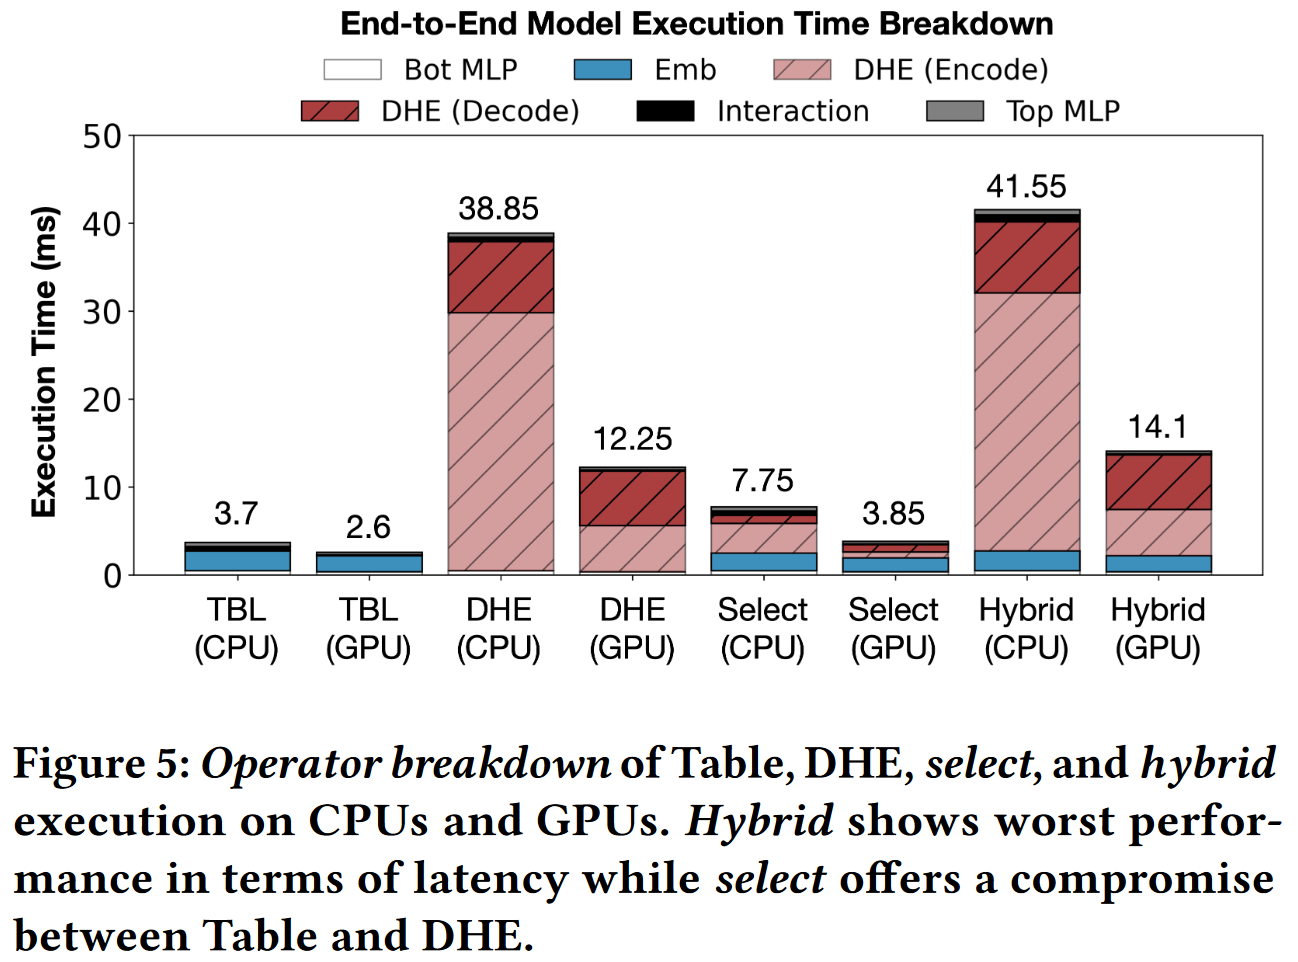 End-to-End Model Execution Time Breakdown
Bot MLP Emb DHE (Encode)
DHE (Decode) Interaction Top MLP
Execution Time (ms)
50
40
30
20
10
0
3.7
2.6
38.85
12.25
7.75
3.85
41.55
14.1
TBL
(CPU)
TBL
(GPU)
DHE
(CPU)
DHE
(GPU)
Select
(CPU)
Select
(GPU)
Hybrid
(CPU)
Hybrid
(GPU)
Figure 5: Operator breakdown of Table, DHE, select, and hybrid
execution on CPUs and GPUs. Hybrid shows worst perfor-
mance in terms of latency while select offers a compromise
between Table and DHE.